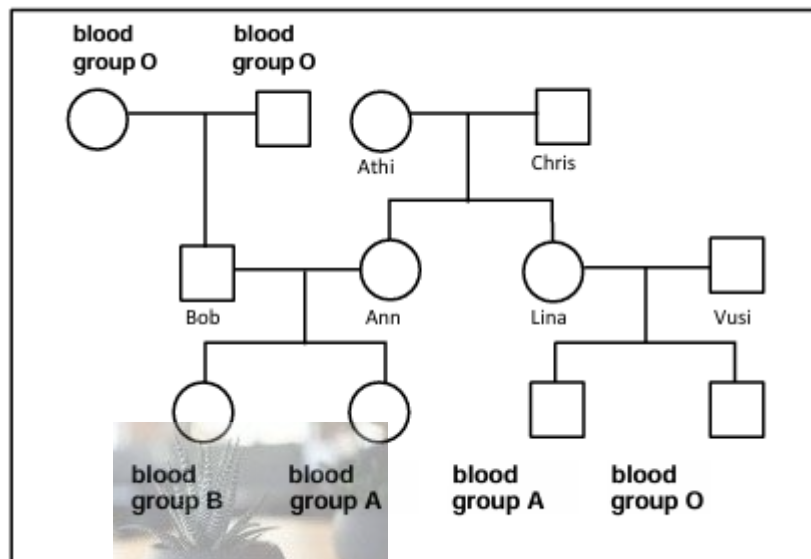 blood
group O
blood
group O
Athi
Chris
Bob
Ann
Lina
Vusi
blood
group B
blood
group A
blood
group A
blood
group O